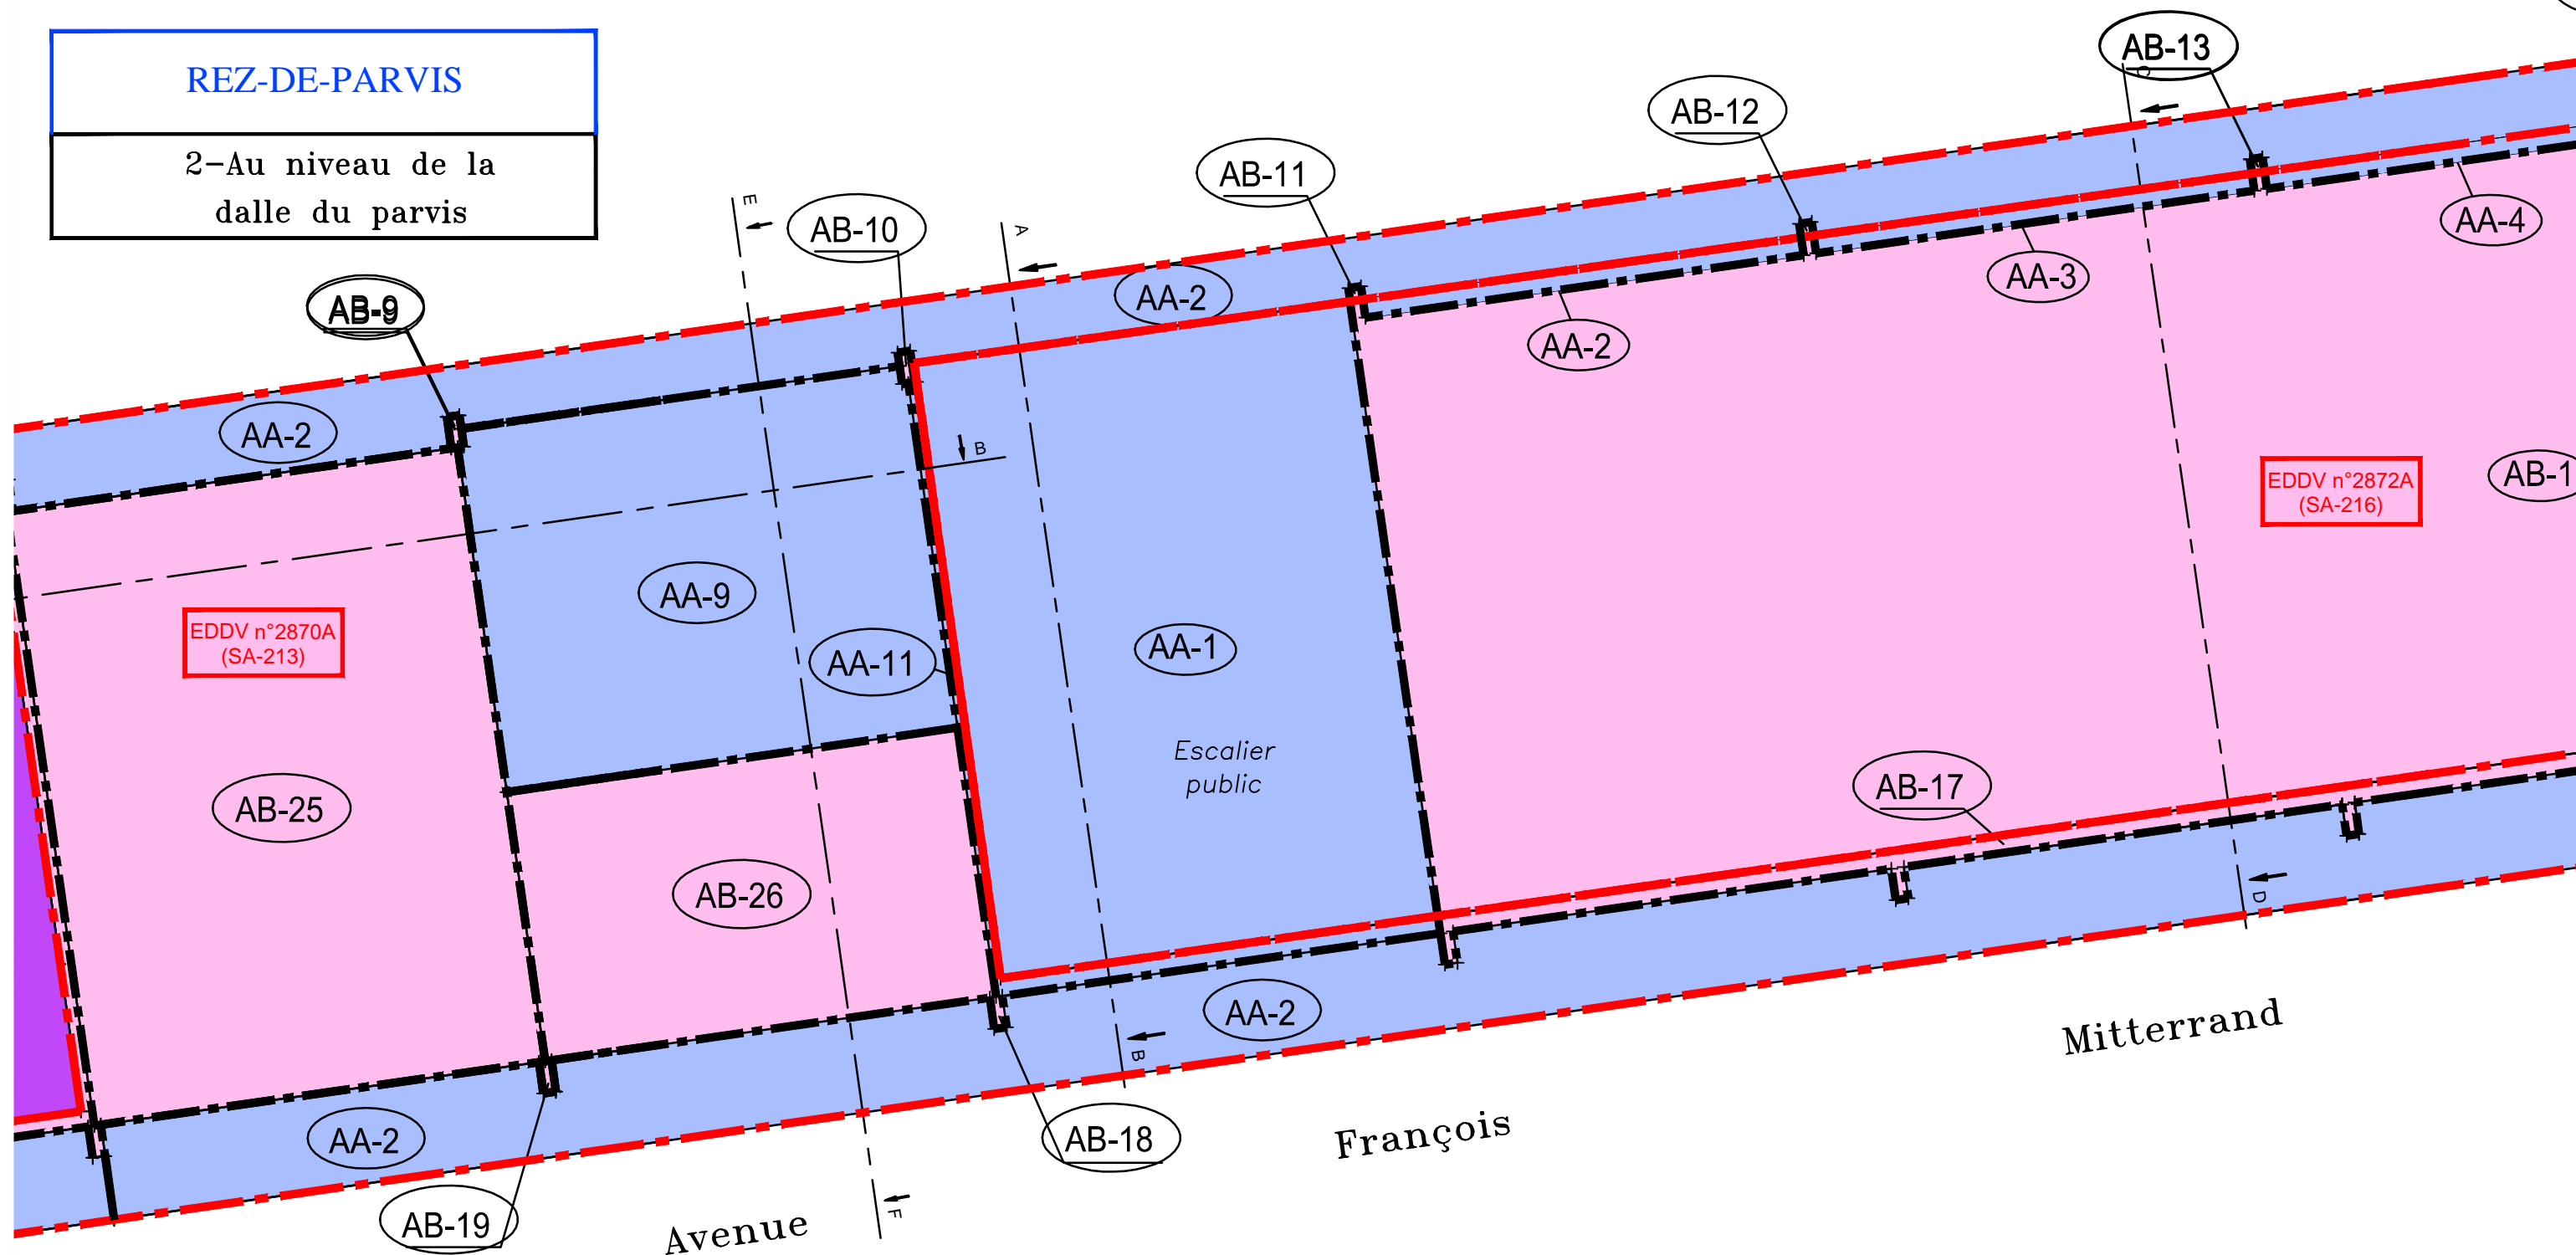 REZ-DE-PARVIS
2-Au niveau de la
dalle du parvis
AB-13
C
AB-12
AB-11
AB-10
E
A
AB-9
AA-2
AA-2
AA-2
AA-3
AA-4
B
AA-9
AA-11
AA-1
EDDV n°2870A
(SA-213)
EDDV n°2872A
(SA-216)
AB-1
Escalier
public
AB-25
AB-26
AB-17
D
AA-2
AA-2
B
AB-18
AB-19
F
Avenue François Mitterrand